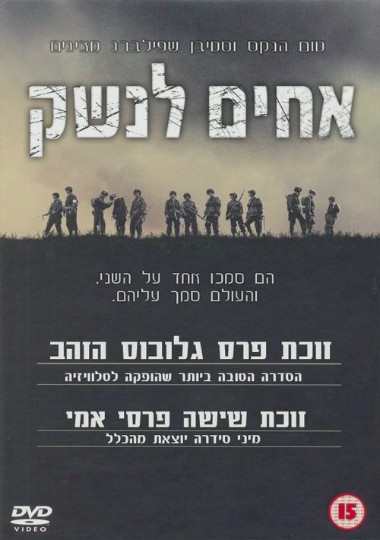 טום הנקס וסטיבן שפילברג מציגים
אחים לנשק
הם סמכו אחד על השני,
והעולם סמך עליהם.
זוכת פרס גלובוס הזהב
הסדרה הטובה ביותר שהופקה לטלוויזיה
זוכת שישה פרסי אמי
מיני סידרה יוצאת מהכלל
DVD
VIDEO
15